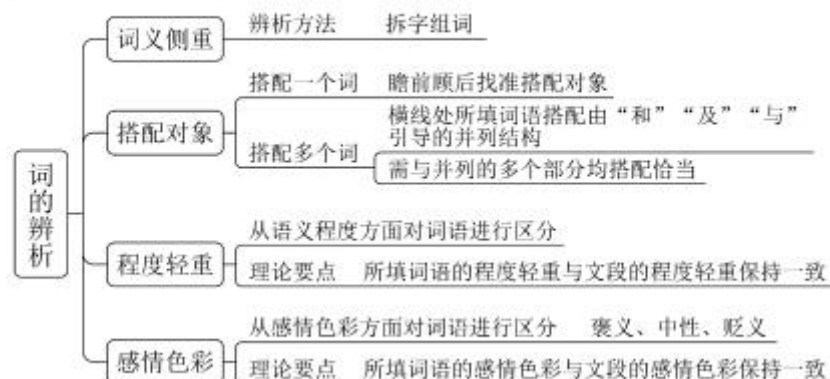 词的辨析
词义侧重
辨析方法 拆字组词
搭配对象
搭配一个词 瞻前顾后找准搭配对象
搭配多个词
横线处所填词语搭配由“和”“及”“与”
引导的并列结构
需与并列的多个部分均搭配恰当
程度轻重
从语义程度方面对词语进行区分
理论要点 所填词语的程度轻重与文段的程度轻重保持一致
感情色彩
从感情色彩方面对词语进行区分 褒义、中性、贬义
理论要点 所填词语的感情色彩与文段的感情色彩保持一致